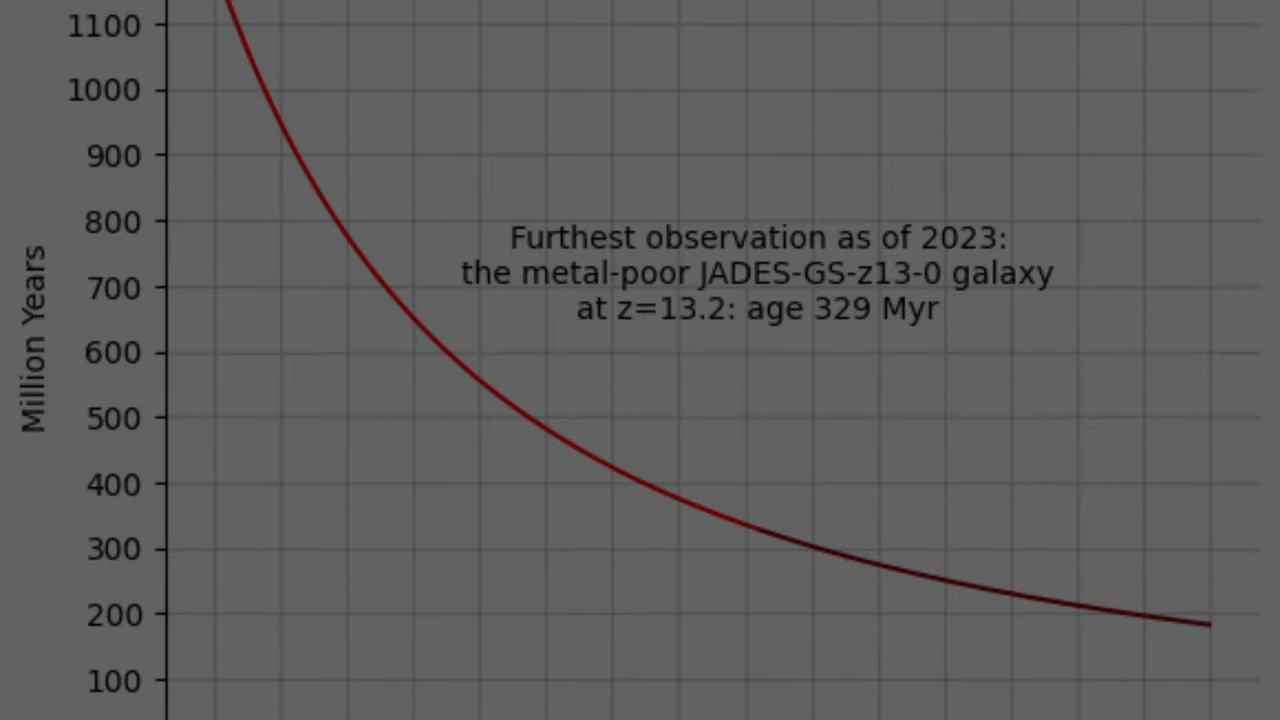 1100
1000
900
800
700
600
500
400
300
200
100
Million Years
Furthest observation as of 2023:
the metal-poor JADES-GS-z13-0 galaxy
at z=13.2: age 329 Myr